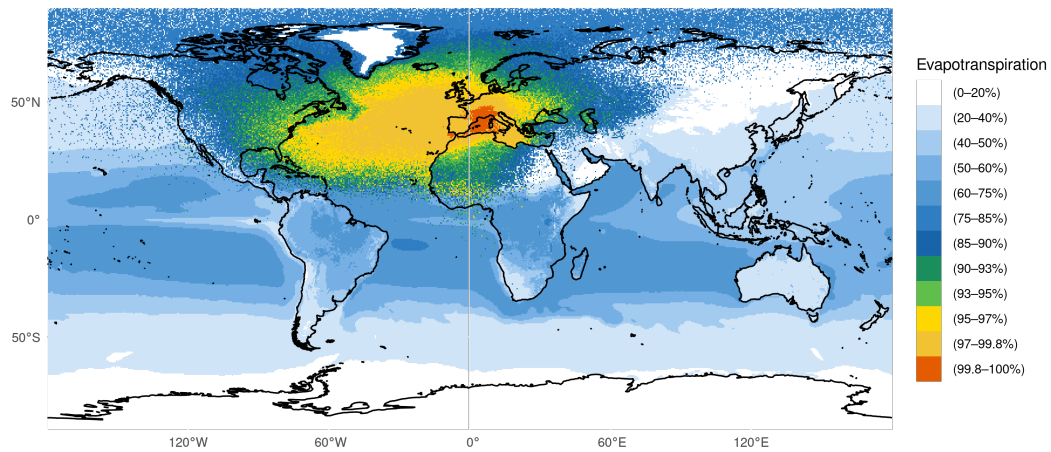 Evapotranspiration
(0–20%)
(20–40%)
(40–50%)
(50–60%)
(60–75%)
(75–85%)
(85–90%)
(90–93%)
(93–95%)
(95–97%)
(97–99.8%)
(99.8–100%)
50°N
0°
50°S
120°W
60°W
0°
60°E
120°E